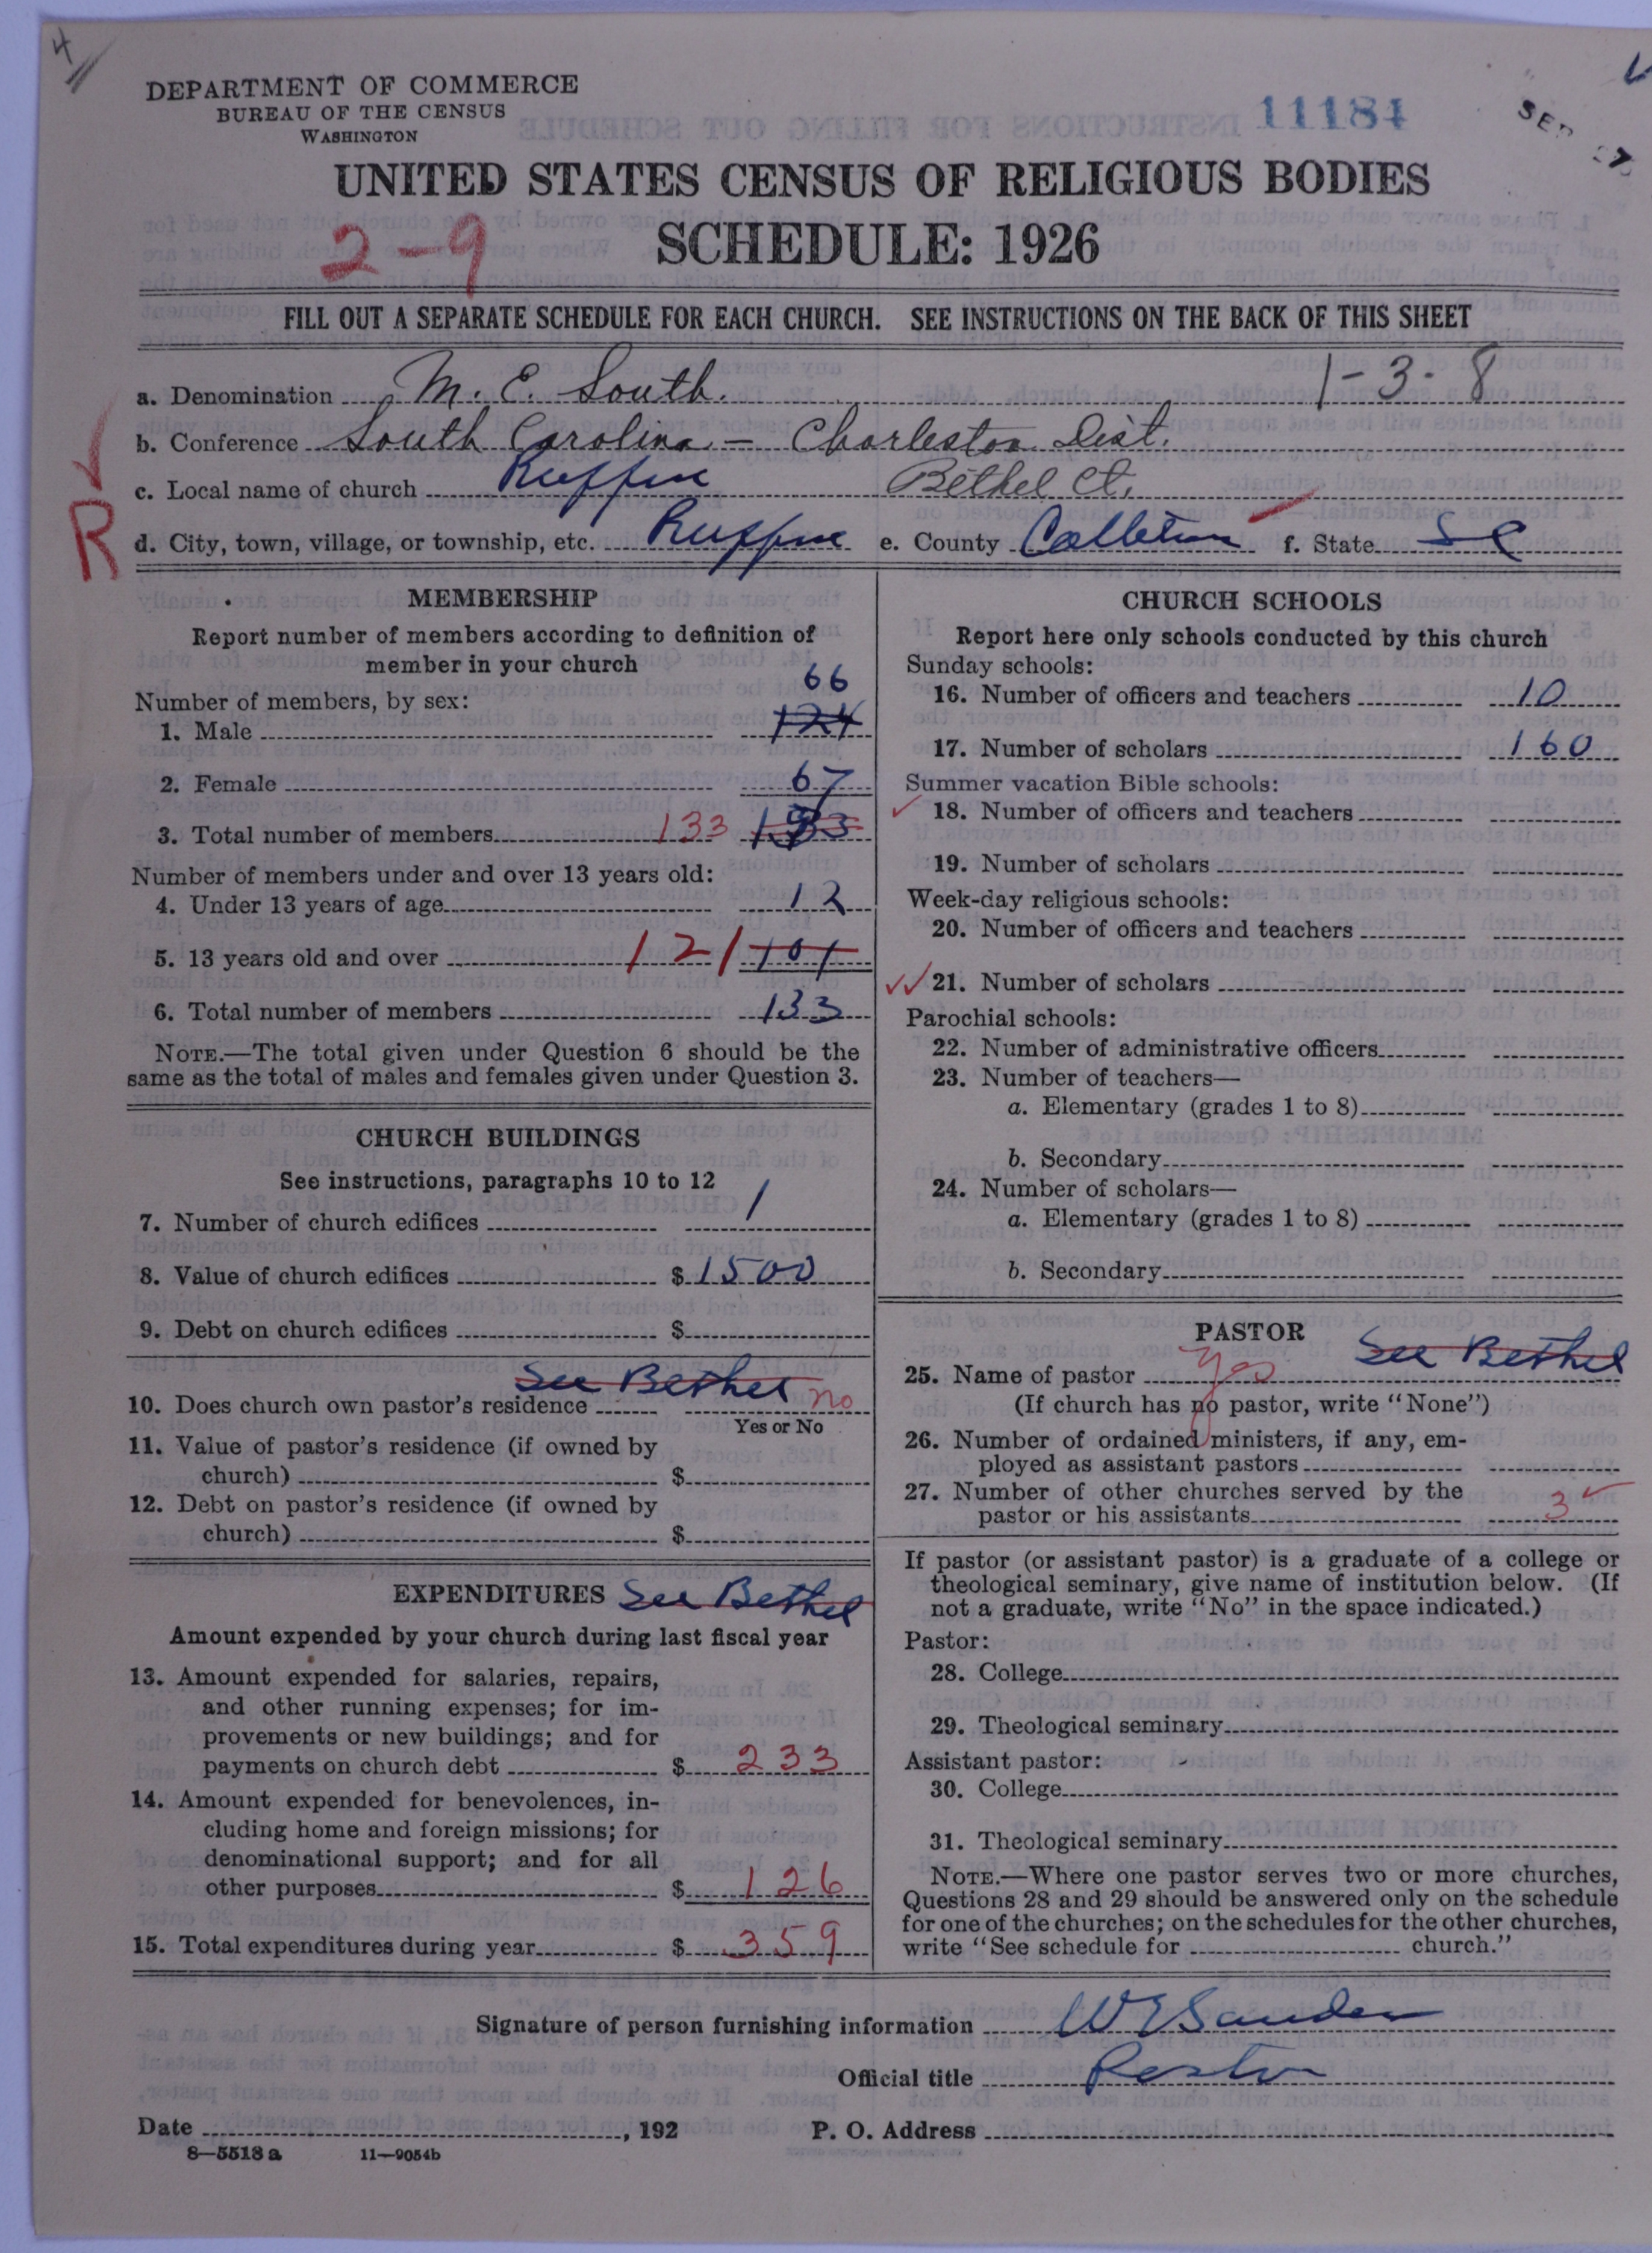 4
DEPARTMENT OF COMMERCE
BUREAU OF THE CENSUS
WASHINGTON
11184
SEP 27
UNITED STATES CENSUS OF RELIGIOUS BODIES
2-9 SCHEDULE: 1926
FILL OUT A SEPARATE SCHEDULE FOR EACH CHURCH. SEE INSTRUCTIONS ON THE BACK OF THIS SHEET
a. Denomination M. E. South. 1-3-8
b. Conference South Carolina - Charleston Dist.
c. Local name of church Ruffin Bethel Ct.
R
d. City, town, village, or township, etc. Ruffin e. County Colleton f. State S C
MEMBERSHIP
Report number of members according to definition of
member in your church
Number of members, by sex:
66
1. Male 124
2. Female 67
3. Total number of members 133
Number of members under and over 13 years old:
4. Under 13 years of age 12
5. 13 years old and over 121 101
6. Total number of members 133
NOTE.—The total given under Question 6 should be the
same as the total of males and females given under Question 3.
CHURCH BUILDINGS
See instructions, paragraphs 10 to 12
7. Number of church edifices 1
8. Value of church edifices $ 1500
9. Debt on church edifices $
See Bethel
10. Does church own pastor's residence no
Yes or No
11. Value of pastor's residence (if owned by
church) $
12. Debt on pastor's residence (if owned by
church) $
EXPENDITURES See Bethel
Amount expended by your church during last fiscal year
13. Amount expended for salaries, repairs,
and other running expenses; for im-
provements or new buildings; and for
payments on church debt $ 233
14. Amount expended for benevolences, in-
cluding home and foreign missions; for
denominational support; and for all
other purposes $ 126
15. Total expenditures during year $ 359
CHURCH SCHOOLS
Report here only schools conducted by this church
Sunday schools:
16. Number of officers and teachers 10
17. Number of scholars 160
Summer vacation Bible schools:
18. Number of officers and teachers
19. Number of scholars
Week-day religious schools:
20. Number of officers and teachers
21. Number of scholars
Parochial schools:
22. Number of administrative officers
23. Number of teachers—
a. Elementary (grades 1 to 8)
b. Secondary
24. Number of scholars—
a. Elementary (grades 1 to 8)
b. Secondary
PASTOR
25. Name of pastor yes See Bethel
(If church has no pastor, write "None")
26. Number of ordained ministers, if any, em-
ployed as assistant pastors
27. Number of other churches served by the
pastor or his assistants 3
If pastor (or assistant pastor) is a graduate of a college or
theological seminary, give name of institution below. (If
not a graduate, write "No" in the space indicated.)
Pastor:
28. College
29. Theological seminary
Assistant pastor:
30. College
31. Theological seminary
NOTE.—Where one pastor serves two or more churches,
Questions 28 and 29 should be answered only on the schedule
for one of the churches; on the schedules for the other churches,
write "See schedule for church."
Signature of person furnishing information W E Sanders
Official title Pastor
Date , 192 P. O. Address
8—5518 a 11—9054b